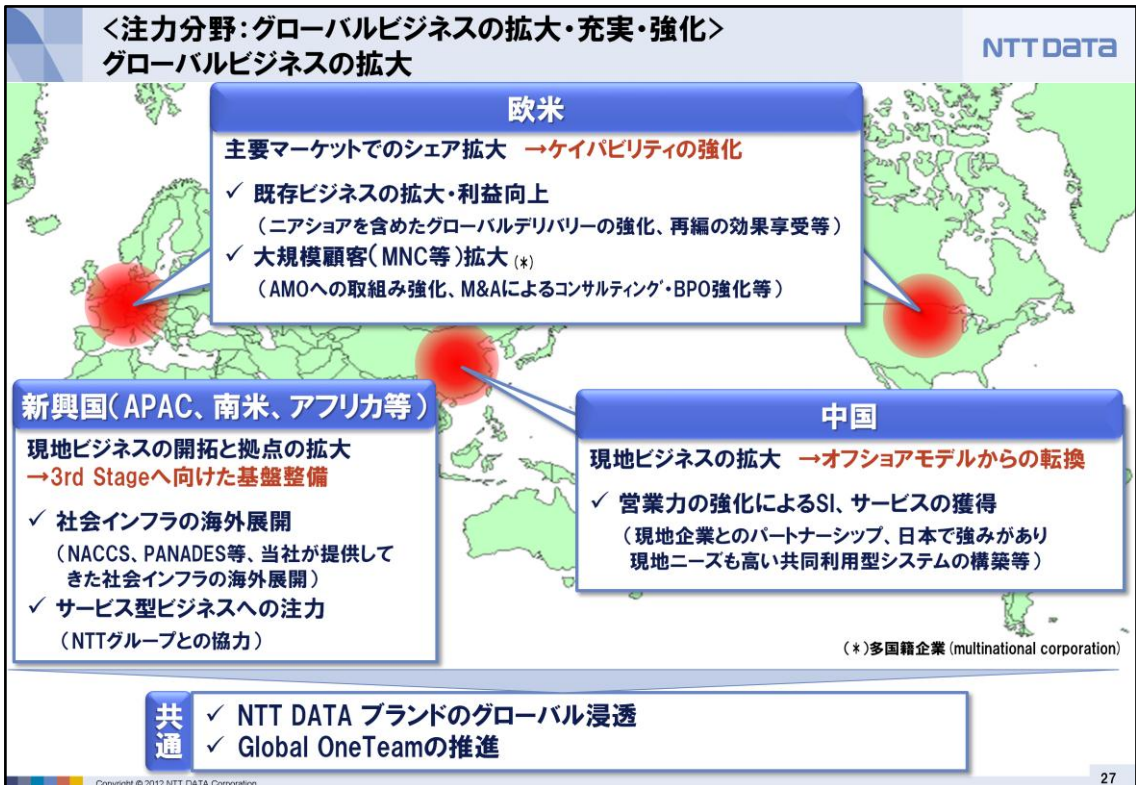 <注力分野:グローバルビジネスの拡大・充実・強化>
グローバルビジネスの拡大
NTT DATA
欧米
主要マーケットでのシェア拡大 →ケイパビリティの強化
✓ 既存ビジネスの拡大・利益向上
(ニアショアを含めたグローバルデリバリーの強化、再編の効果享受等)
✓ 大規模顧客(MNC等)拡大(*)
(AMOへの取組み強化、M&Aによるコンサルティング・BPO強化等)
新興国(APAC、南米、アフリカ等)
現地ビジネスの開拓と拠点の拡大
→3rd Stageへ向けた基盤整備
✓ 社会インフラの海外展開
(NACCS、PANADES等、当社が提供して
きた社会インフラの海外展開)
✓ サービス型ビジネスへの注力
(NTTグループとの協力)
中国
現地ビジネスの拡大 →オフショアモデルからの転換
✓ 営業力の強化によるSI、サービスの獲得
(現地企業とのパートナーシップ、日本で強みがあり
現地ニーズも高い共同利用型システムの構築等)
(*)多国籍企業(multinational corporation)
共通
✓ NTT DATA ブランドのグローバル浸透
✓ Global OneTeamの推進
Copyright © 2012 NTT DATA Corporation
27